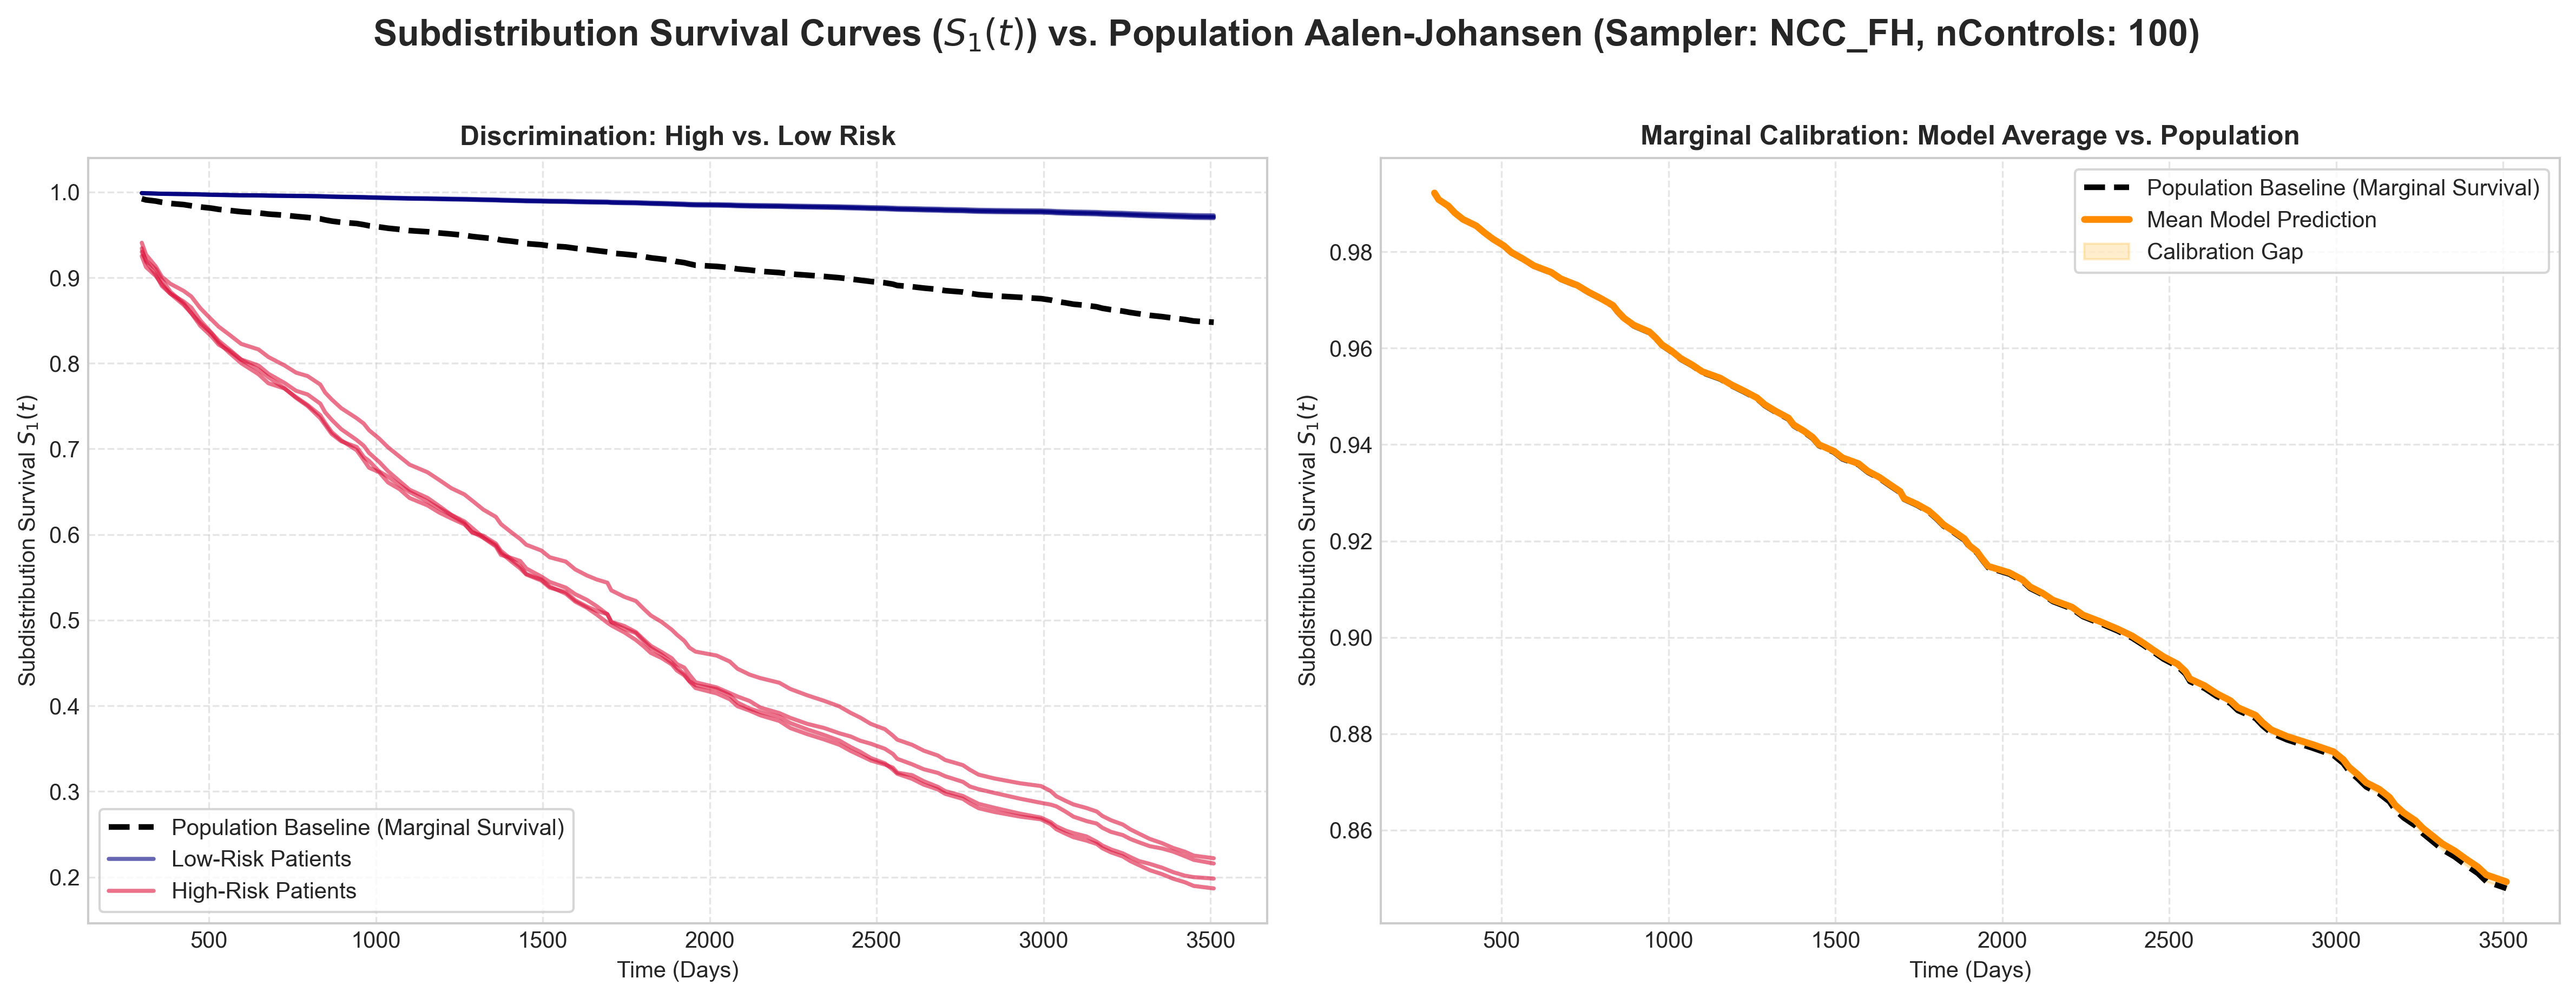 Subdistribution Survival Curves (S₁(t)) vs. Population Aalen-Johansen (Sampler: NCC_FH, nControls: 100)
Discrimination: High vs. Low Risk
Subdistribution Survival S₁(t)
1.0
0.9
0.8
0.7
0.6
0.5
0.4
0.3
0.2
Population Baseline (Marginal Survival)
Low-Risk Patients
High-Risk Patients
500 1000 1500 2000 2500 3000 3500
Time (Days)
Marginal Calibration: Model Average vs. Population
Subdistribution Survival S₁(t)
0.98
0.96
0.94
0.92
0.90
0.88
0.86
Population Baseline (Marginal Survival)
Mean Model Prediction
Calibration Gap
500 1000 1500 2000 2500 3000 3500
Time (Days)